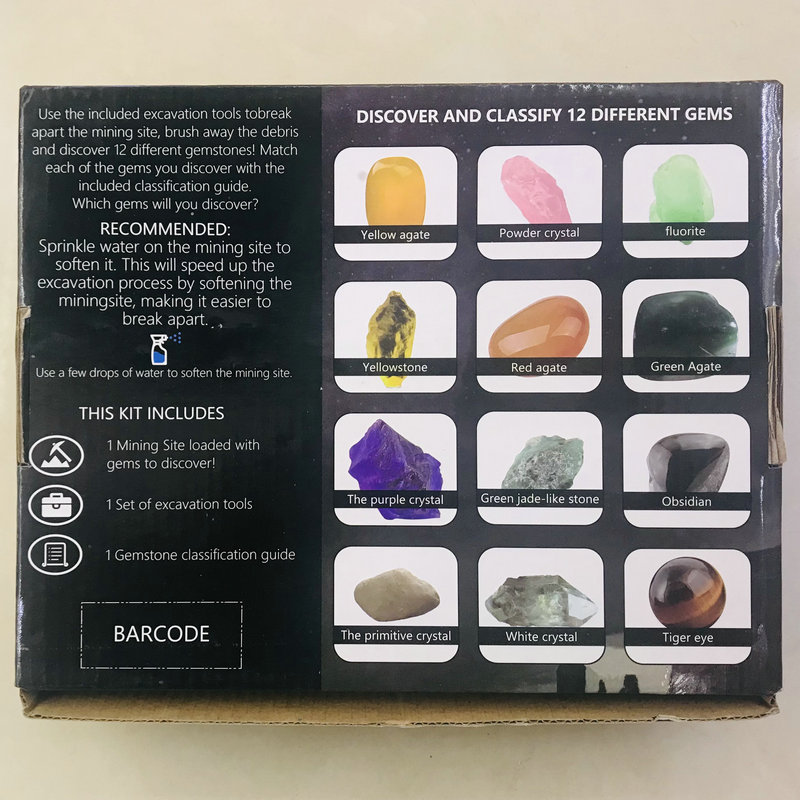 Use the included excavation tools tobreak
apart the mining site, brush away the debris
and discover 12 different gemstones! Match
each of the gems you discover with the
included classification guide.
Which gems will you discover?
RECOMMENDED:
Sprinkle water on the mining site to
soften it. This will speed up the
excavation process by softening the
miningsite, making it easier to
break apart.
Use a few drops of water to soften the mining site.
THIS KIT INCLUDES
1 Mining Site loaded with
gems to discover!
1 Set of excavation tools
1 Gemstone classification guide
BARCODE
DISCOVER AND CLASSIFY 12 DIFFERENT GEMS
Yellow agate
Powder crystal
fluorite
Yellowstone
Red agate
Green Agate
The purple crystal
Green jade-like stone
Obsidian
The primitive crystal
White crystal
Tiger eye